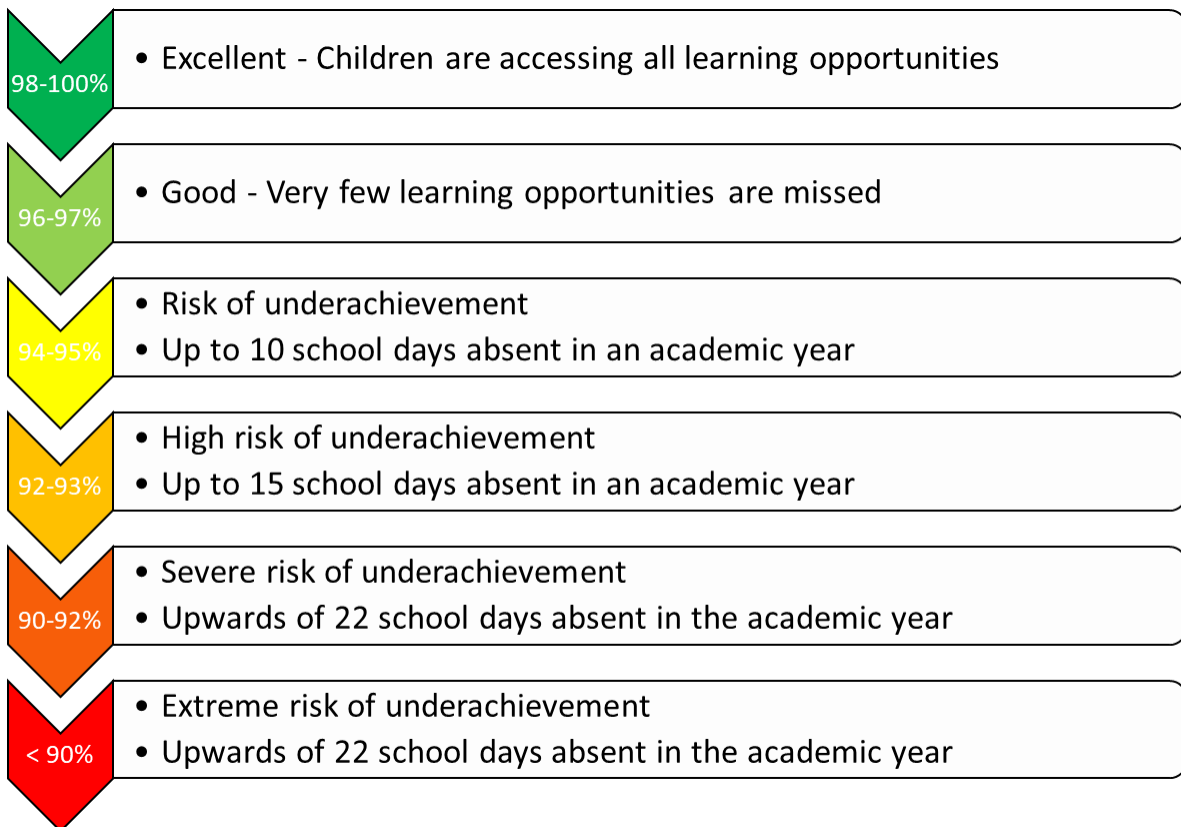 98-100%
• Excellent - Children are accessing all learning opportunities
96-97%
• Good - Very few learning opportunities are missed
94-95%
• Risk of underachievement
• Up to 10 school days absent in an academic year
92-93%
• High risk of underachievement
• Up to 15 school days absent in an academic year
90-92%
• Severe risk of underachievement
• Upwards of 22 school days absent in the academic year
< 90%
• Extreme risk of underachievement
• Upwards of 22 school days absent in the academic year